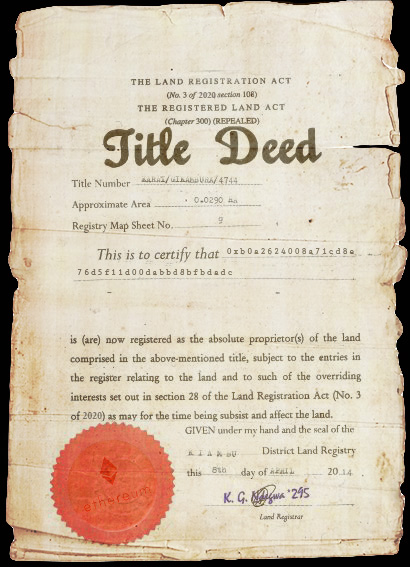 THE LAND REGISTRATION ACT
(No. 3 of 2020 section 108)
THE REGISTERED LAND ACT
(Chapter 300) (REPEALED)
Title Deed
Title Number /4744
Approximate Area 0.0290 Ha
Registry Map Sheet No. 9
This is to certify that 0xb0a2624008a71cd8a
76d5f11d00dabbd8bfbdadc
is (are) now registered as the absolute proprietor(s) of the land
comprised in the above-mentioned title, subject to the entries in
the register relating to the land and to such of the overriding
interests set out in section 28 of the Land Registration Act (No. 3
of 2020) as may for the time being subsist and affect the land.
GIVEN under my hand and the seal of the
KIAMBU District Land Registry
this 8th day of APRIL 2014
K. G. *295
Land Registrar
ethereum